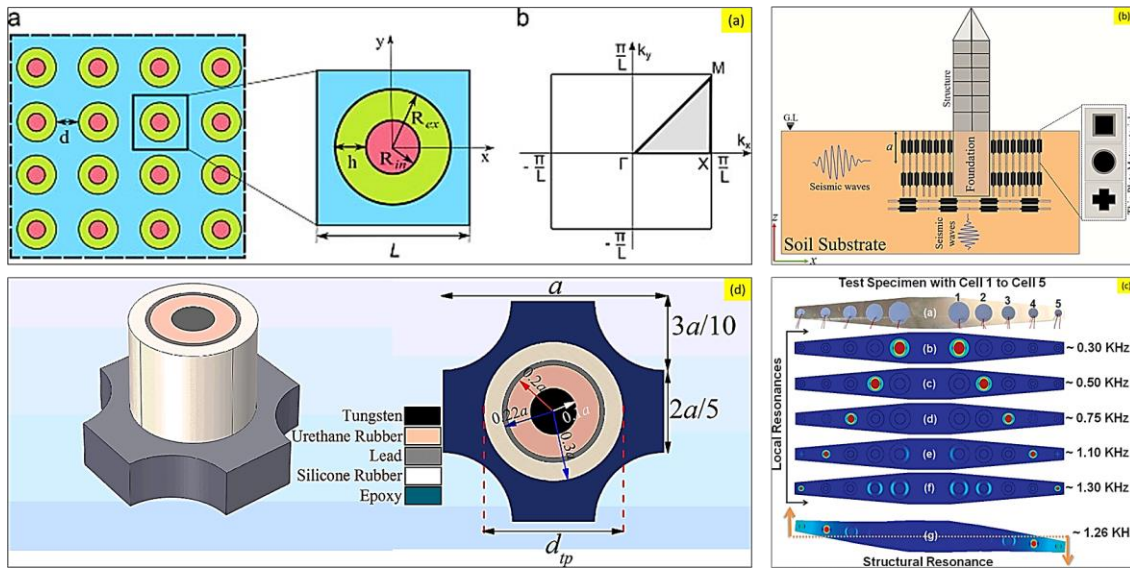 a
(a)
d
y
x
h
R_ex
R_in
L
b
k_y
π/L
M
Γ
X
k_x
-π/L
π/L
-π/L
(b)
Structure
G.L
a
Foundation
Seismic waves
Seismic waves
Soil Substrate
x
(d)
Tungsten
Urethane Rubber
Lead
Silicone Rubber
Epoxy
a
3a/10
2a/5
0.2a
0.22a
0.1a
0.3a
d_tp
(c)
Test Specimen with Cell 1 to Cell 5
1 2 3 4 5
(a)
Local Resonances
(b) ~ 0.30 KHz
(c) ~ 0.50 KHz
(d) ~ 0.75 KHz
(e) ~ 1.10 KHz
(f) ~ 1.30 KHz
(g) ~ 1.26 KH
Structural Resonance